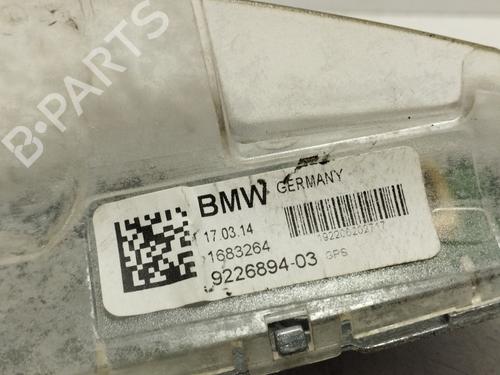 B-PARTS
BMW GERMANY
17.03.14
1683264
9226894-03 GPS